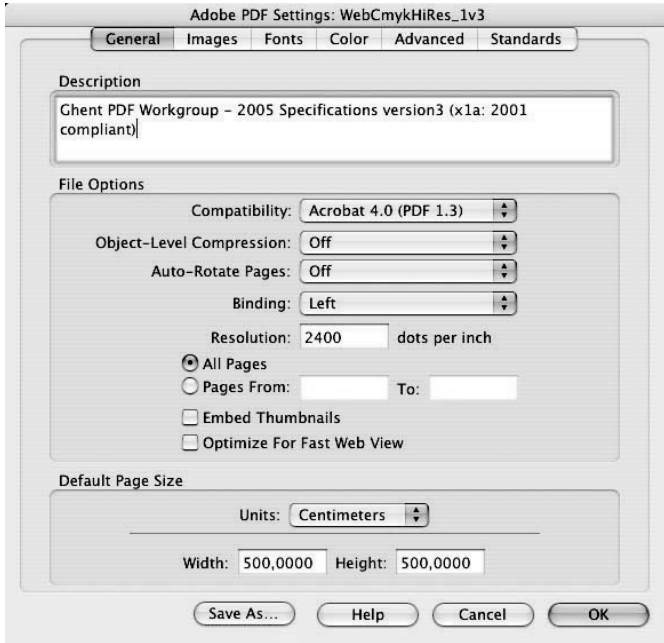 Adobe PDF Settings: WebCmykHiRes_1v3
General Images Fonts Color Advanced Standards
Description
Ghent PDF Workgroup – 2005 Specifications version3 (x1a: 2001
compliant)
File Options
Compatibility: Acrobat 4.0 (PDF 1.3)
Object-Level Compression: Off
Auto-Rotate Pages: Off
Binding: Left
Resolution: 2400 dots per inch
All Pages
Pages From: To:
Embed Thumbnails
Optimize For Fast Web View
Default Page Size
Units: Centimeters
Width: 500,0000 Height: 500,0000
Save As... Help Cancel OK